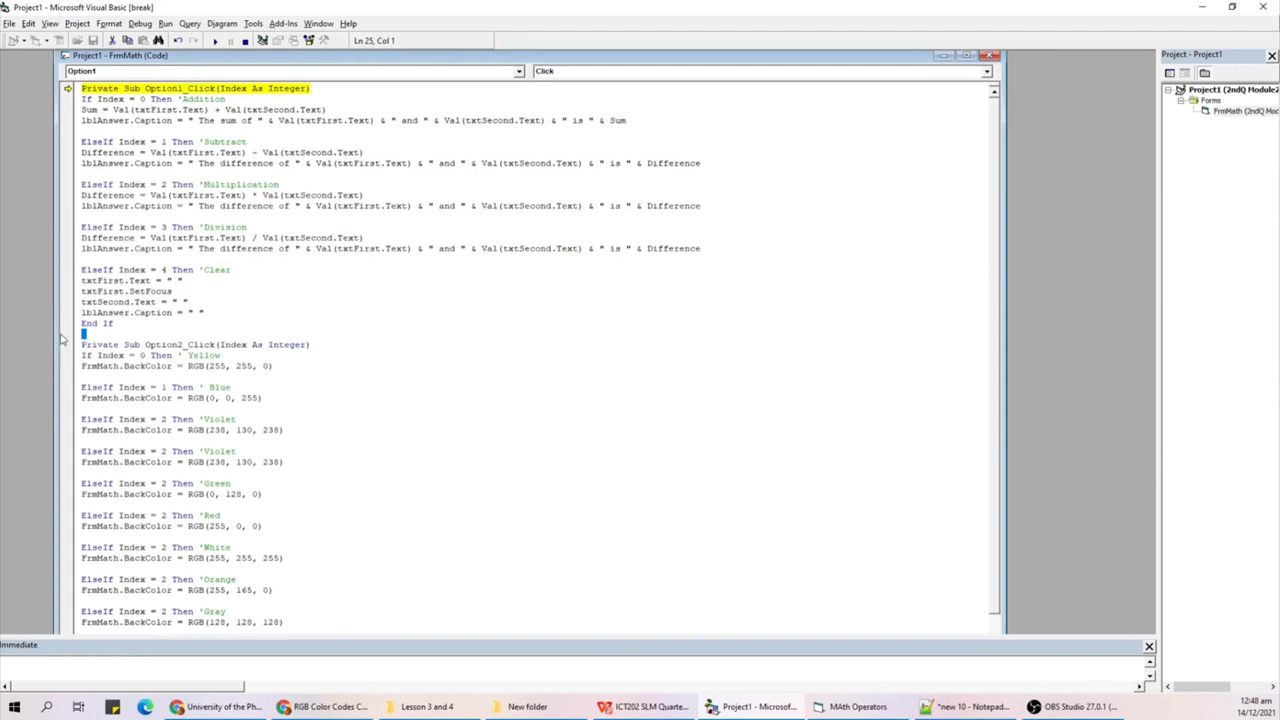 Project1 - Microsoft Visual Basic [break]
File Edit View Project Format Debug Run Query Diagram Tools Add-Ins Window Help
Ln 25, Col 1
Project1 - FrmMath (Code)
Option1
Click
Private Sub Option1_Click(Index As Integer)
If Index = 0 Then 'Addition
Sum = Val(txtFirst.Text) + Val(txtSecond.Text)
lblAnswer.Caption = " The sum of " & Val(txtFirst.Text) & " and " & Val(txtSecond.Text) & " is " & Sum
ElseIf Index = 1 Then 'Subtract
Difference = Val(txtFirst.Text) - Val(txtSecond.Text)
lblAnswer.Caption = " The difference of " & Val(txtFirst.Text) & " and " & Val(txtSecond.Text) & " is " & Difference
ElseIf Index = 2 Then 'Multiplication
Difference = Val(txtFirst.Text) * Val(txtSecond.Text)
lblAnswer.Caption = " The difference of " & Val(txtFirst.Text) & " and " & Val(txtSecond.Text) & " is " & Difference
ElseIf Index = 3 Then 'Division
Difference = Val(txtFirst.Text) / Val(txtSecond.Text)
lblAnswer.Caption = " The difference of " & Val(txtFirst.Text) & " and " & Val(txtSecond.Text) & " is " & Difference
ElseIf Index = 4 Then 'Clear
txtFirst.Text = " "
txtFirst.SetFocus
txtSecond.Text = " "
lblAnswer.Caption = " "
End If
Private Sub Option2_Click(Index As Integer)
If Index = 0 Then ' Yellow
FrmMath.BackColor = RGB(255, 255, 0)
ElseIf Index = 1 Then ' Blue
FrmMath.BackColor = RGB(0, 0, 255)
ElseIf Index = 2 Then 'Violet
FrmMath.BackColor = RGB(238, 130, 238)
ElseIf Index = 2 Then 'Violet
FrmMath.BackColor = RGB(238, 130, 238)
ElseIf Index = 2 Then 'Green
FrmMath.BackColor = RGB(0, 128, 0)
ElseIf Index = 2 Then 'Red
FrmMath.BackColor = RGB(255, 0, 0)
ElseIf Index = 2 Then 'White
FrmMath.BackColor = RGB(255, 255, 255)
ElseIf Index = 2 Then 'Orange
FrmMath.BackColor = RGB(255, 165, 0)
ElseIf Index = 2 Then 'Gray
FrmMath.BackColor = RGB(128, 128, 128)
Project - Project1
Project1 (2ndQ Module2
Forms
FrmMath (2ndQ Modul
Immediate
University of the Ph...
RGB Color Codes C...
Lesson 3 and 4
New folder
ICT202 SLM Quarte...
Project1 - Microsof...
MAth Operators
*new 10 - Notepad...
OBS Studio 27.0.1 (...
12:48 am
14/12/2021